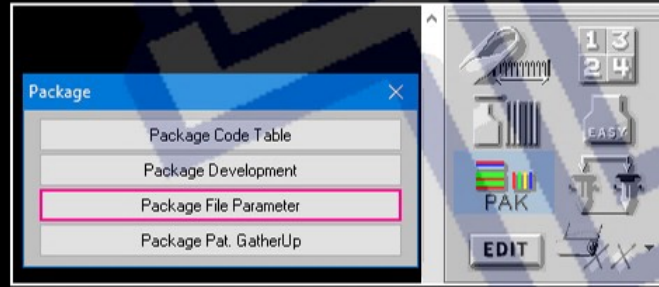 Package
Package Code Table
Package Development
Package File Parameter
Package Pat. GatherUp
1 3
2 4
EASY
PAK
EDIT
XX